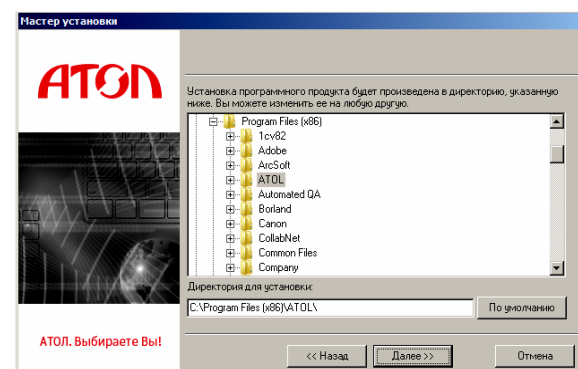 Мастер установки
АТОЛ
Установка программного продукта будет произведена в директорию, указанную
ниже. Вы можете изменить ее на любую другую.
Program Files (x86)
1cv82
Adobe
ArcSoft
ATOL
Automated QA
Borland
Canon
CollabNet
Common Files
Company
Директория для установки:
C:\Program Files (x86)\ATOL\
По умолчанию
АТОЛ. Выбираете Вы!
<< Назад
Далее >>
Отмена